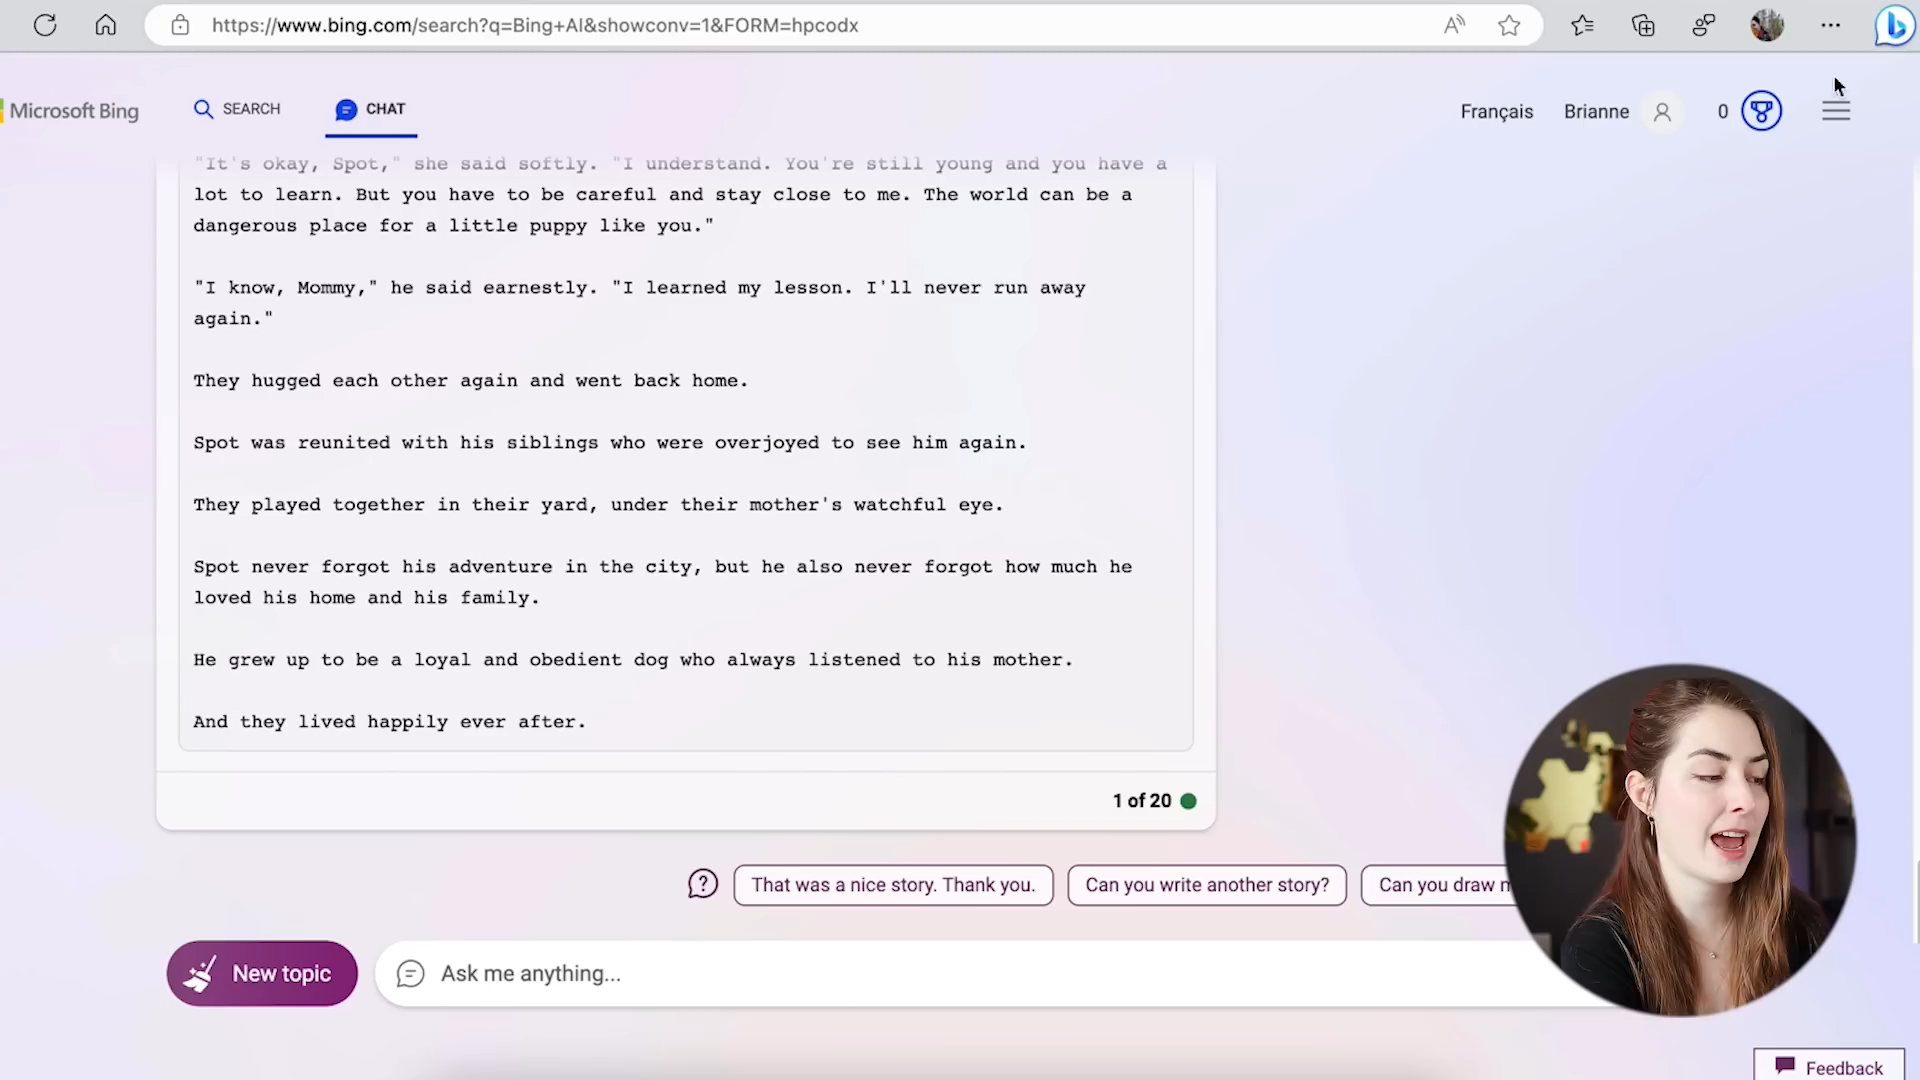 https://www.bing.com/search?q=Bing+AI&showconv=1&FORM=hpcodx
Microsoft Bing
SEARCH
CHAT
Français
Brianne
0
"It's okay, Spot," she said softly. "I understand. You're still young and you have a
lot to learn. But you have to be careful and stay close to me. The world can be a
dangerous place for a little puppy like you."
"I know, Mommy," he said earnestly. "I learned my lesson. I'll never run away
again."
They hugged each other again and went back home.
Spot was reunited with his siblings who were overjoyed to see him again.
They played together in their yard, under their mother's watchful eye.
Spot never forgot his adventure in the city, but he also never forgot how much he
loved his home and his family.
He grew up to be a loyal and obedient dog who always listened to his mother.
And they lived happily ever after.
1 of 20
That was a nice story. Thank you.
Can you write another story?
Can you draw
New topic
Ask me anything...
Feedback